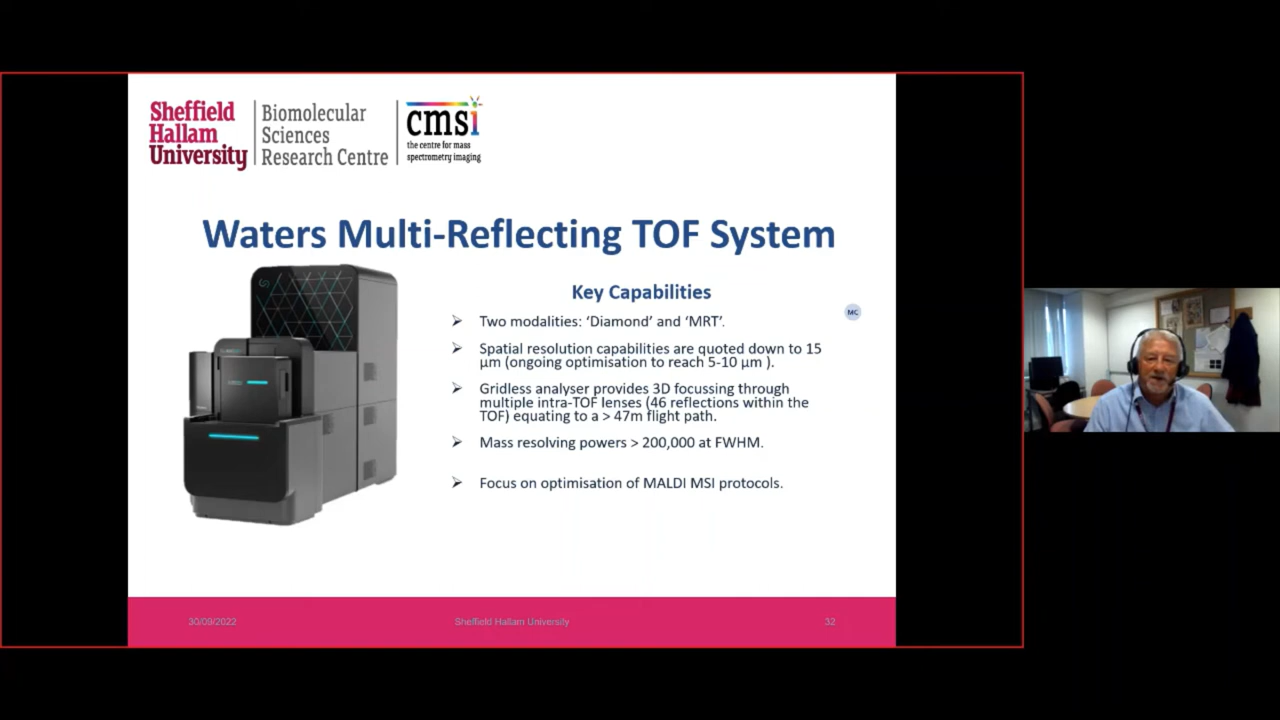 Sheffield
Hallam
University
Biomolecular
Sciences
Research Centre
cmsi
the centre for mass
spectrometry imaging
Waters Multi-Reflecting TOF System
Key Capabilities
➢ Two modalities: ‘Diamond’ and ‘MRT’.
➢ Spatial resolution capabilities are quoted down to 15
µm (ongoing optimisation to reach 5-10 µm ).
➢ Gridless analyser provides 3D focussing through
multiple intra-TOF lenses (46 reflections within the
TOF) equating to a > 47m flight path.
➢ Mass resolving powers > 200,000 at FWHM.
➢ Focus on optimisation of MALDI MSI protocols.
MC
30/09/2022
Sheffield Hallam University
32